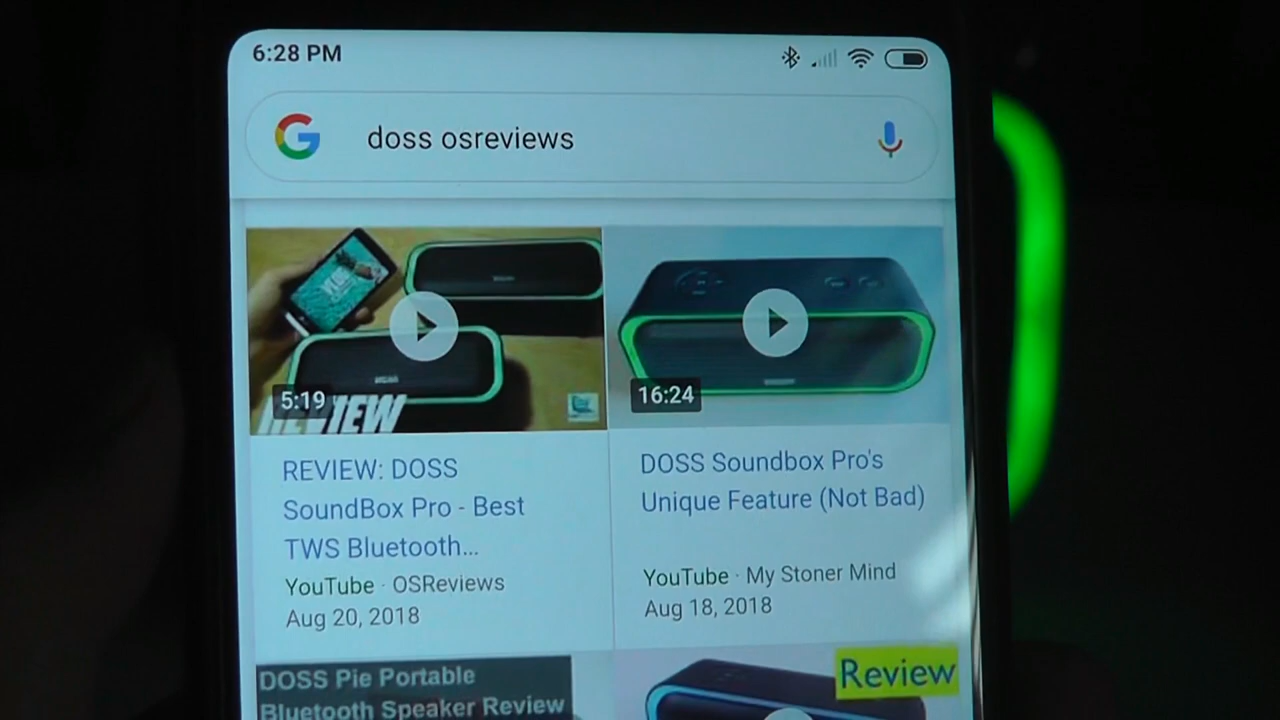 6:28 PM
doss osreviews
5:19
REVIEW
16:24
REVIEW: DOSS
SoundBox Pro - Best
TWS Bluetooth...
YouTube · OSReviews
Aug 20, 2018
DOSS Soundbox Pro's
Unique Feature (Not Bad)
YouTube · My Stoner Mind
Aug 18, 2018
DOSS Pie Portable
Bluetooth Speaker Review
Review